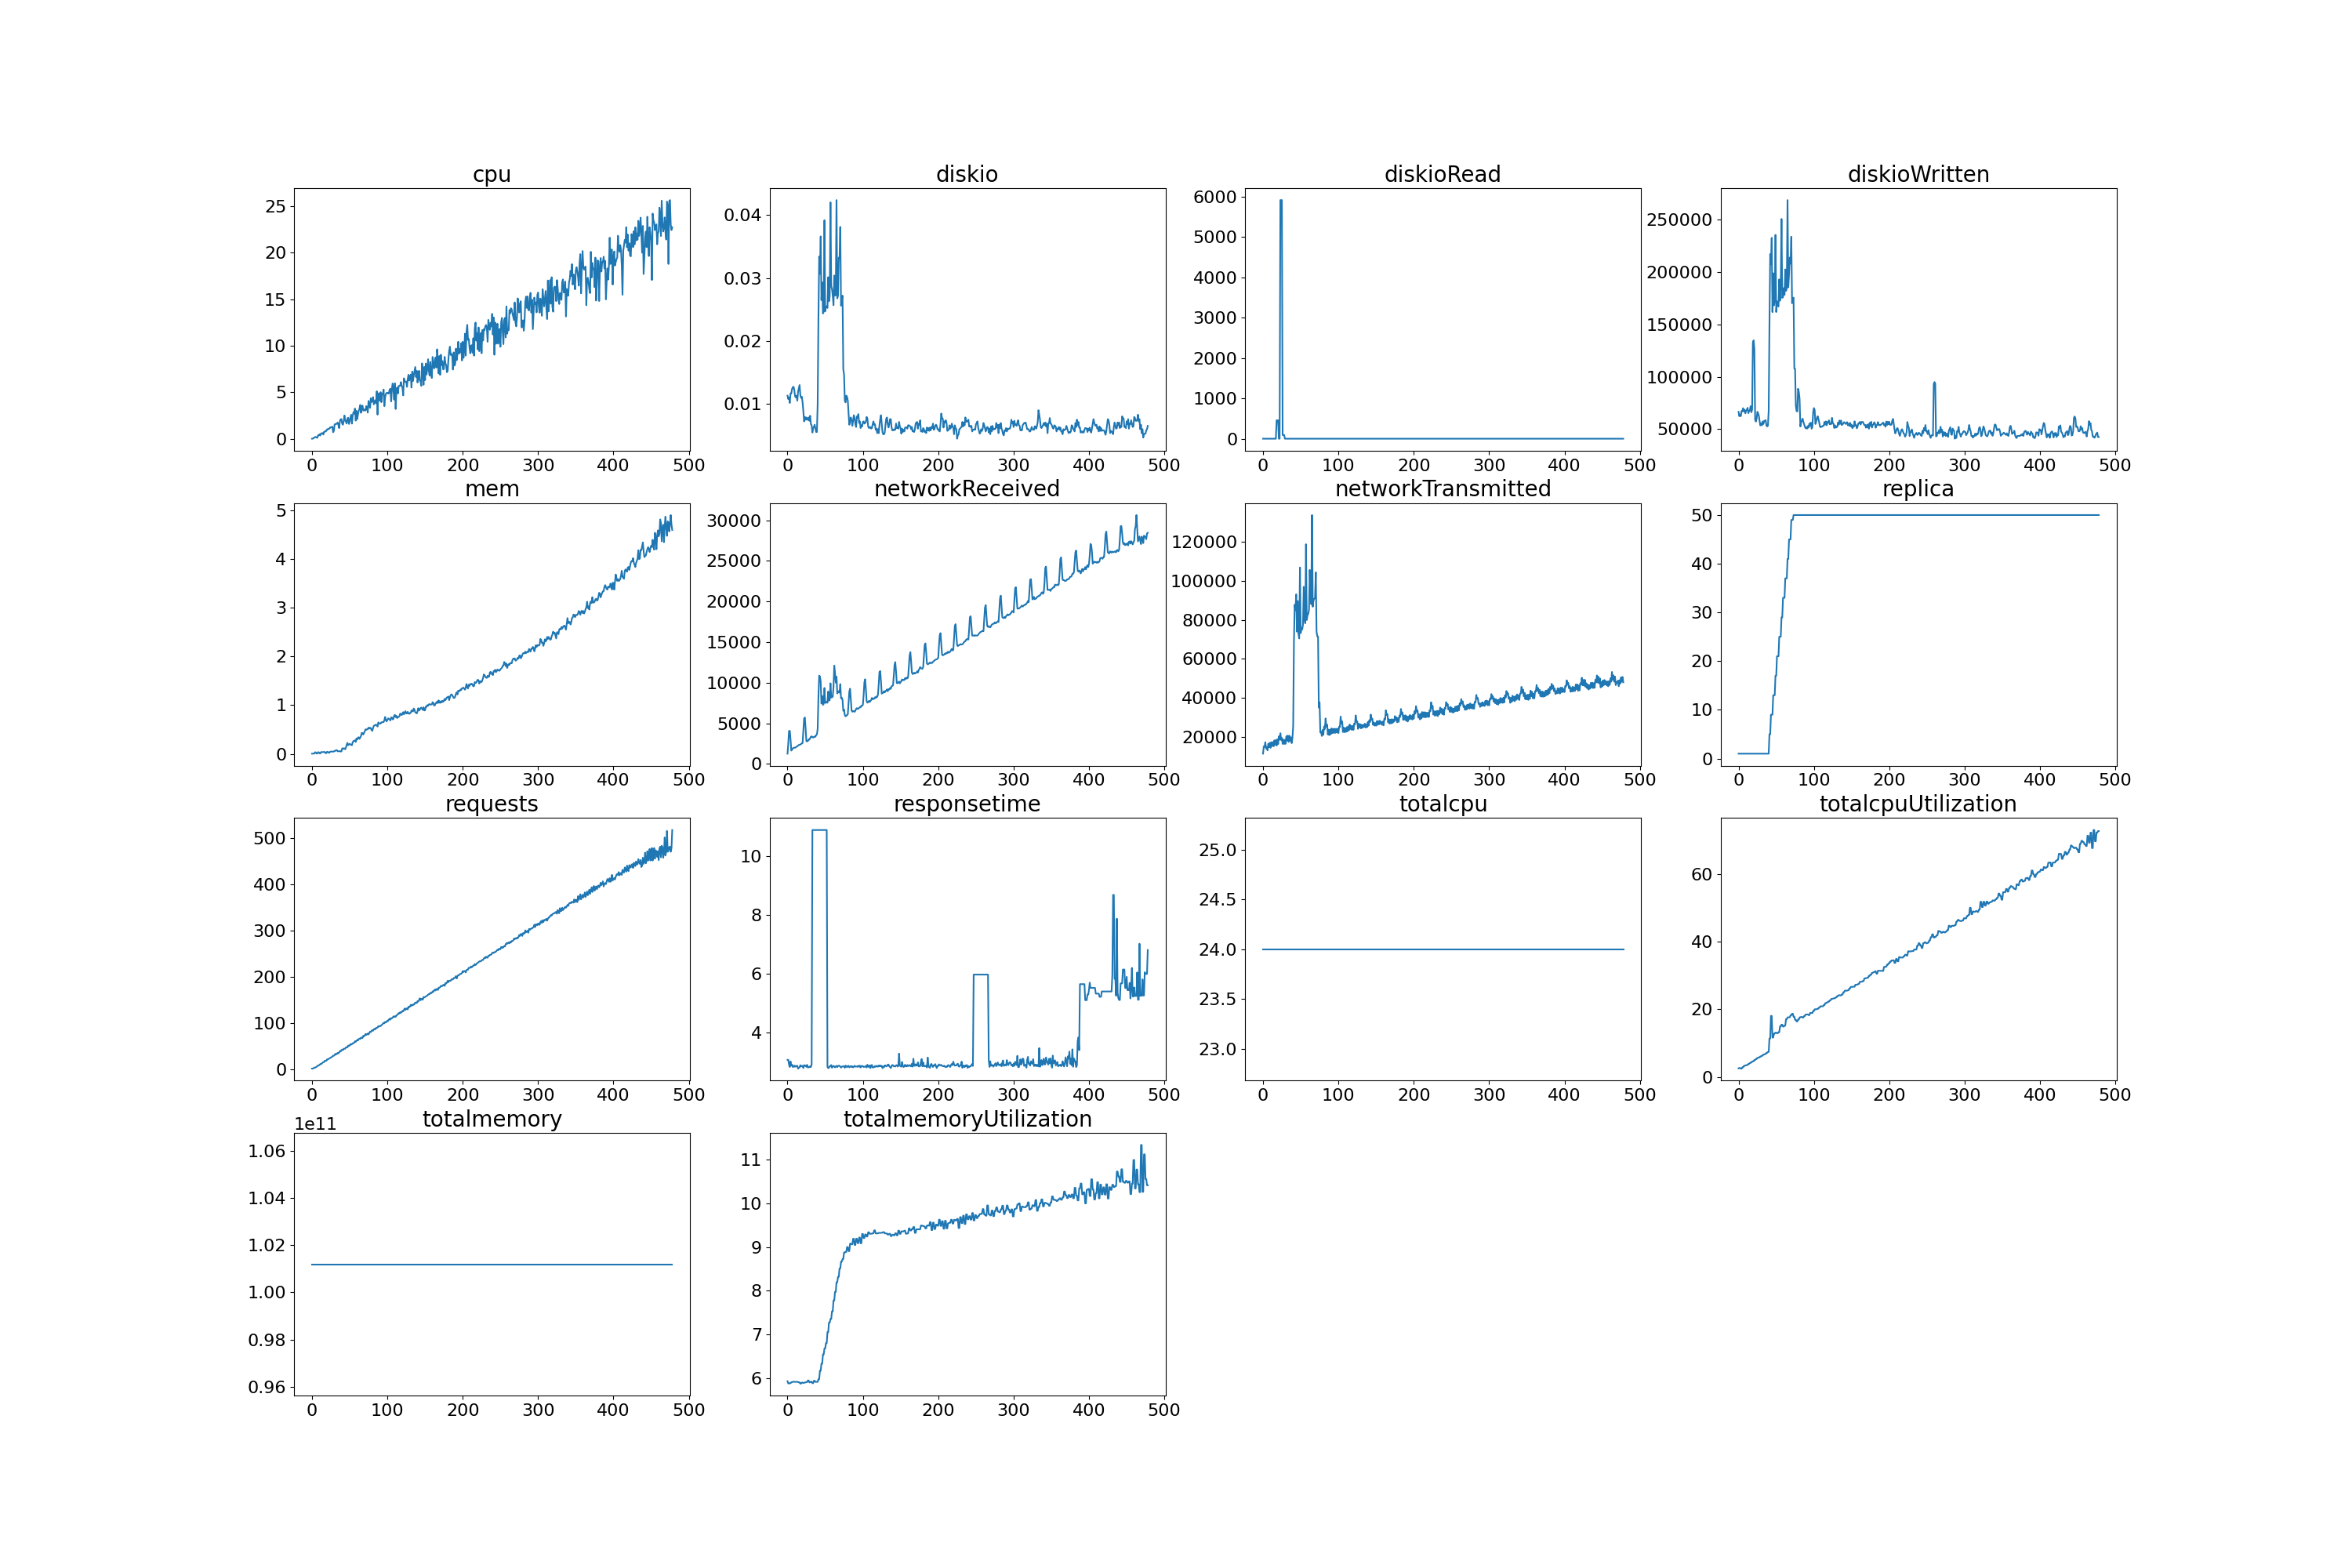 cpu
25
20
15
10
5
0
0 100 200 300 400 500
diskio
0.04
0.03
0.02
0.01
0 100 200 300 400 500
diskioRead
6000
5000
4000
3000
2000
1000
0
0 100 200 300 400 500
diskioWritten
250000
200000
150000
100000
50000
0 100 200 300 400 500
mem
5
4
3
2
1
0
0 100 200 300 400 500
networkReceived
30000
25000
20000
15000
10000
5000
0
0 100 200 300 400 500
networkTransmitted
120000
100000
80000
60000
40000
20000
0 100 200 300 400 500
replica
50
40
30
20
10
0
0 100 200 300 400 500
requests
500
400
300
200
100
0
0 100 200 300 400 500
responsetime
10
8
6
4
0 100 200 300 400 500
totalcpu
25.0
24.5
24.0
23.5
23.0
0 100 200 300 400 500
totalcpuUtilization
60
40
20
0
0 100 200 300 400 500
totalmemory
1e11
1.06
1.04
1.02
1.00
0.98
0.96
0 100 200 300 400 500
totalmemoryUtilization
11
10
9
8
7
6
0 100 200 300 400 500